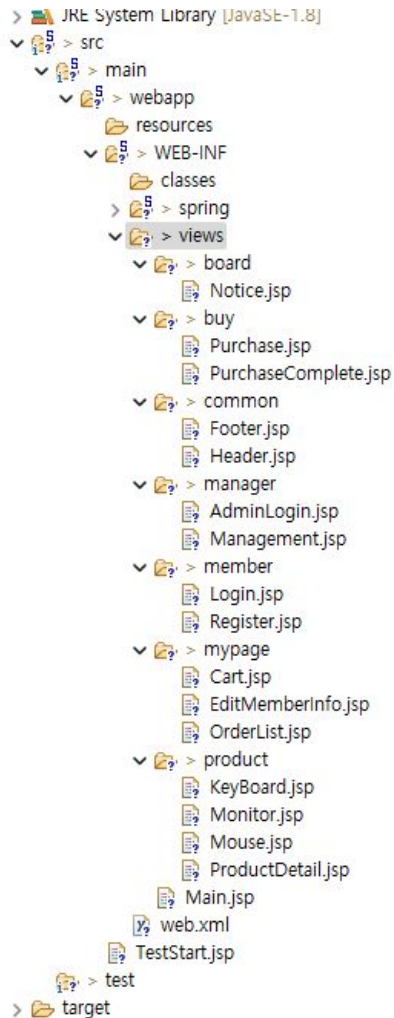 > JRE System Library [JavaSE-1.8]
> src
> main
> webapp
resources
> WEB-INF
classes
> spring
> views
> board
Notice.jsp
> buy
Purchase.jsp
PurchaseComplete.jsp
> common
Footer.jsp
Header.jsp
> manager
AdminLogin.jsp
Management.jsp
> member
Login.jsp
Register.jsp
> mypage
Cart.jsp
EditMemberInfo.jsp
OrderList.jsp
> product
KeyBoard.jsp
Monitor.jsp
Mouse.jsp
ProductDetail.jsp
Main.jsp
web.xml
TestStart.jsp
> test
> target